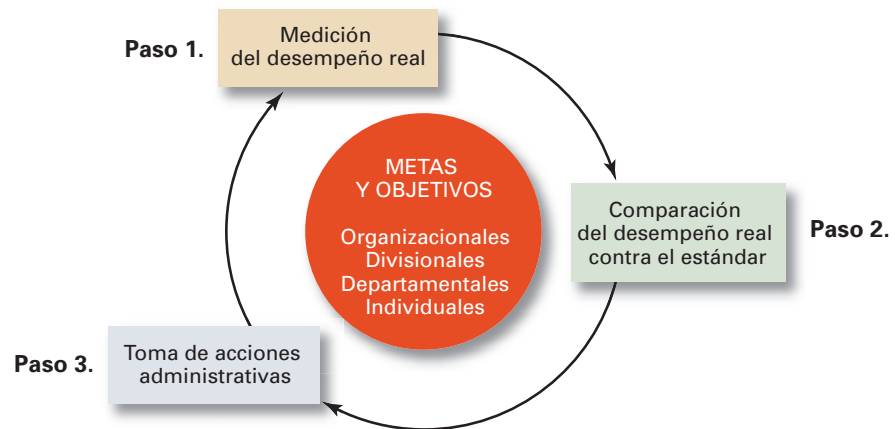 Paso 1.
Medición
del desempeño real
METAS
Y OBJETIVOS
Organizacionales
Divisionales
Departamentales
Individuales
Comparación
del desempeño real
contra el estándar
Paso 2.
Paso 3.
Toma de acciones
administrativas